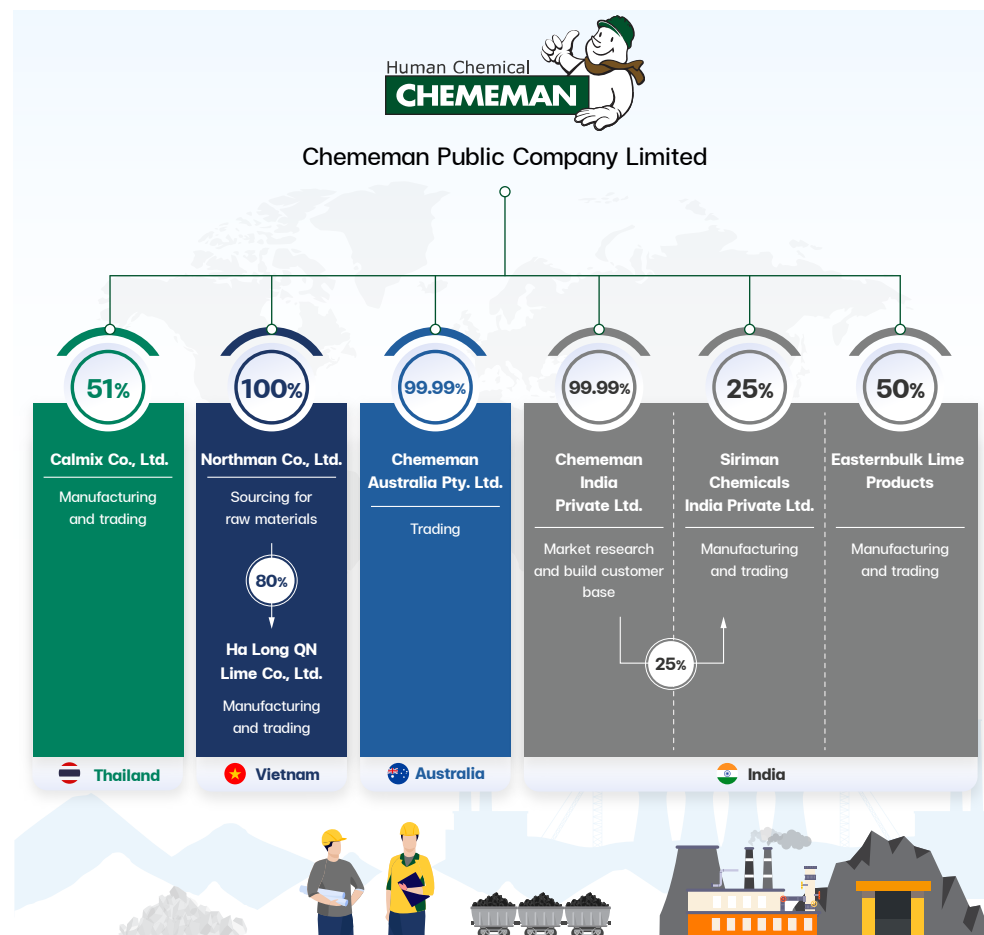 Human Chemical
CHEMEMAN
Chememan Public Company Limited
51%
Calmix Co., Ltd.
Manufacturing
and trading
Thailand
100%
Northman Co., Ltd.
Sourcing for
raw materials
80%
Ha Long QN
Lime Co., Ltd.
Manufacturing
and trading
Vietnam
99.99%
Chememan
Australia Pty. Ltd.
Trading
Australia
99.99%
Chememan
India
Private Ltd.
Market research
and build customer
base
25%
25%
Siriman
Chemicals
India Private Ltd.
Manufacturing
and trading
50%
Easternbulk Lime
Products
Manufacturing
and trading
India